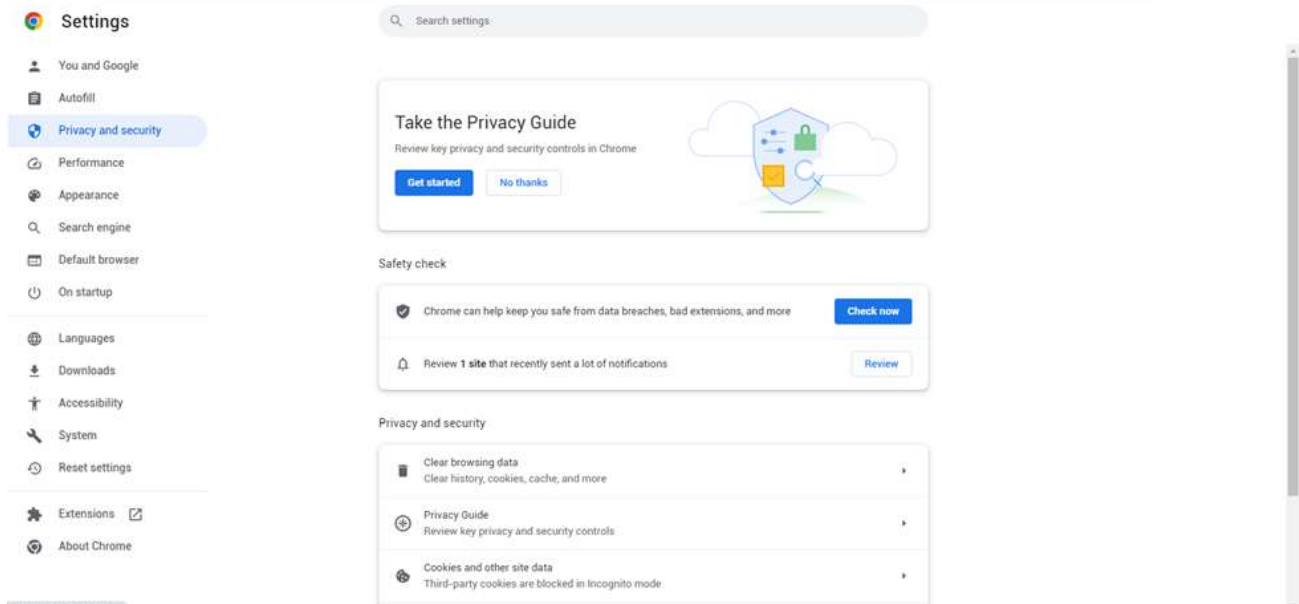 Settings
Search settings
You and Google
Autofill
Privacy and security
Performance
Appearance
Search engine
Default browser
On startup
Languages
Downloads
Accessibility
System
Reset settings
Extensions
About Chrome
Take the Privacy Guide
Review key privacy and security controls in Chrome
Get started No thanks
Safety check
Chrome can help keep you safe from data breaches, bad extensions, and more Check now
Review 1 site that recently sent a lot of notifications Review
Privacy and security
Clear browsing data
Clear history, cookies, cache, and more
Privacy Guide
Review key privacy and security controls
Cookies and other site data
Third-party cookies are blocked in Incognito mode